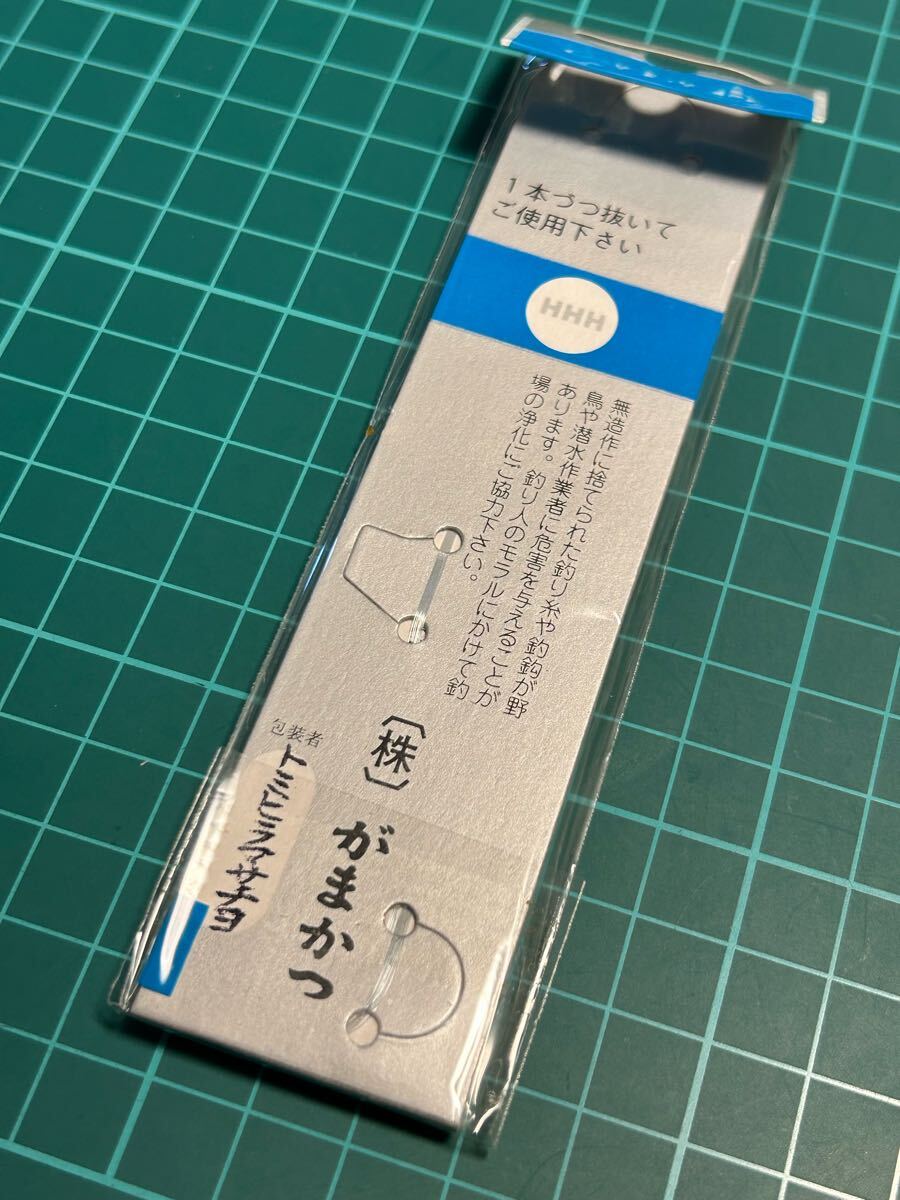 1本づつ抜いて
ご使用下さい
HHH
無造作に捨てられた釣り糸や釣鈎が野
鳥や潜水作業者に危害を与えることが
あります。釣り人のモラルにかけて釣
場の浄化にご協力下さい。
〔株〕がまかつ
包装者
トミヒラマサチヨ